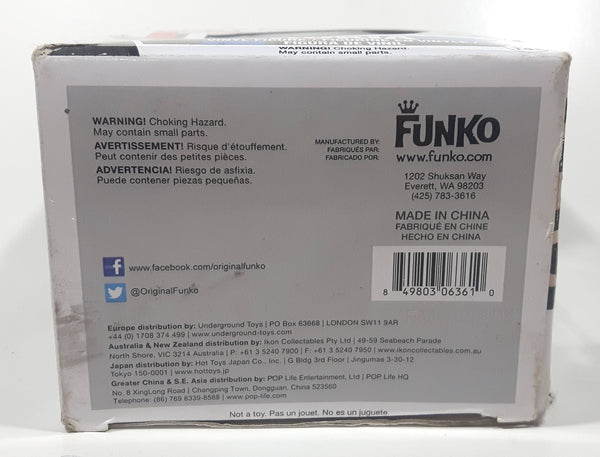 FIGURA DE VINIL
WARNING! Choking Hazard.
May contain small parts.
WARNING! Choking Hazard.
May contain small parts.
AVERTISSEMENT! Risque d'étouffement.
Peut contenir des petites pièces.
ADVERTENCIA! Riesgo de asfixia.
Puede contener piezas pequeñas.
MANUFACTURED BY:
FABRIQUÉS PAR:
FABRICADO POR:
FUNKO
www.funko.com
1202 Shuksan Way
Everett, WA 98203
(425) 783-3616
MADE IN CHINA
FABRIQUÉ EN CHINE
HECHO EN CHINA
8 49803 06361 0
f www.facebook.com/originalfunko
@OriginalFunko
Europe distribution by: Underground Toys | PO Box 63668 | LONDON SW11 9AR
+44 (0) 1708 374 499 | www.underground-toys.com
Australia & New Zealand distribution by: Ikon Collectables Pty Ltd | 49-59 Seabeach Parade
North Shore, VIC 3214 Australia | P: +61 3 5240 7900 | F: +61 3 5240 7950 | www.ikoncollectables.com.au
Japan distribution by: Hot Toys Japan Co., Inc. | G Bldg 3rd Floor | Jingumae 3-30-12
Tokyo 150-0001 | www.hottoys.jp
Greater China & S.E. Asia distribution by: POP Life Entertainment, Ltd | POP Life HQ
No. 8 XingLong Road | Changping Town, Dongguan, China 523560
Telephone: (86) 769 8339-8588 | www.pop-life.com
Not a toy. Pas un jouet. No es un juguete